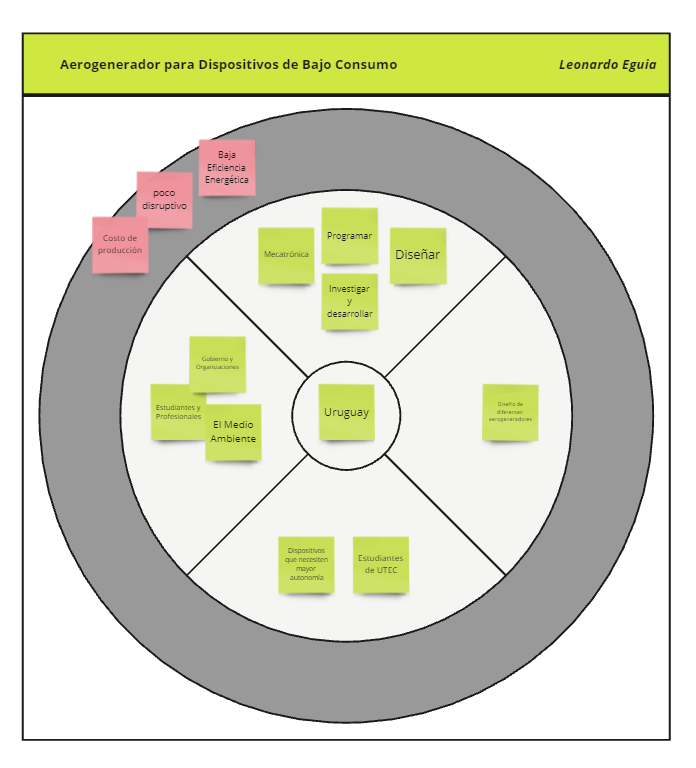 Aerogenerador para Dispositivos de Bajo Consumo
Leonardo Eguia
Baja
Eficiencia
Energética
poco
disruptivo
Costo de
producción
Mecatrónica
Programar
Diseñar
Investigar
y
desarrollar
Gobierno y
Organizaciones
Estudiantes y
Profesionales
El Medio
Ambiente
Uruguay
Diseño de
diferentes
aerogeneradores
Dispositivos
que necesiten
mayor
autonomía
Estudiantes
de UTEC